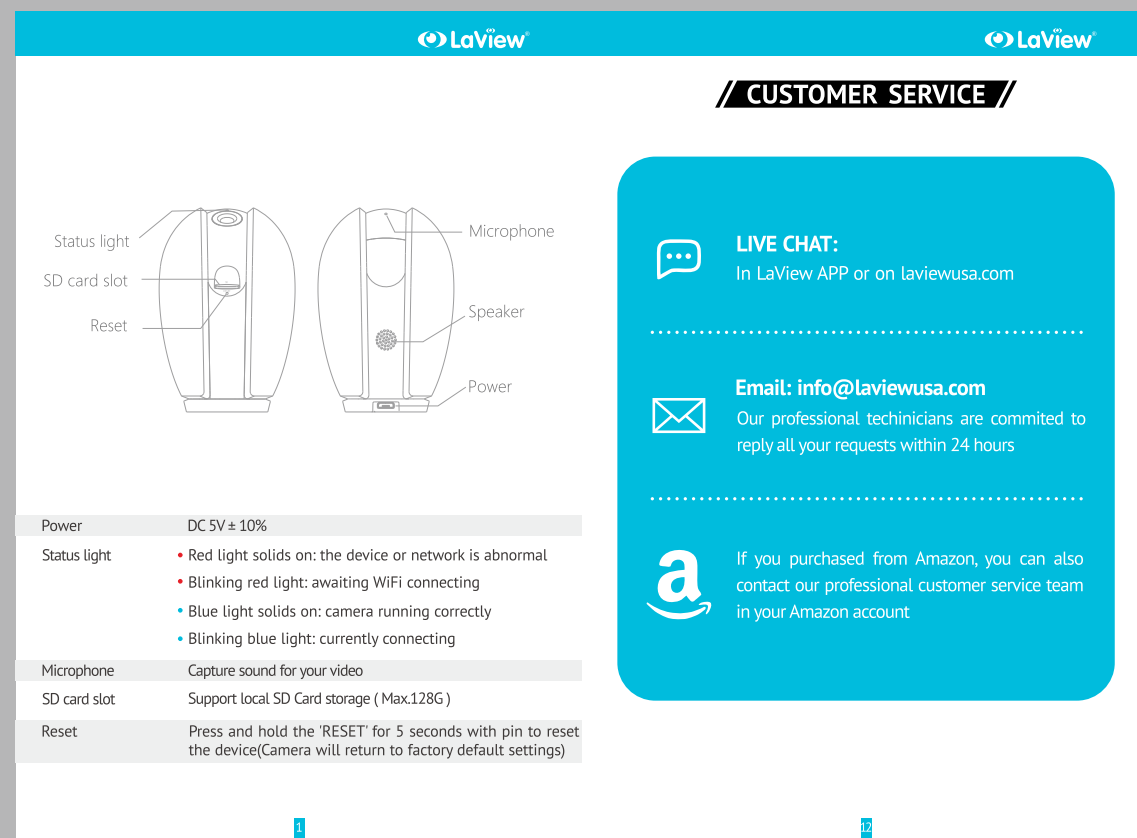 LaView®
Status light
SD card slot
Reset
Microphone
Speaker
Power
Power DC 5V ± 10%
Status light • Red light solids on: the device or network is abnormal
• Blinking red light: awaiting WiFi connecting
• Blue light solids on: camera running correctly
• Blinking blue light: currently connecting
Microphone Capture sound for your video
SD card slot Support local SD Card storage ( Max.128G )
Reset Press and hold the 'RESET' for 5 seconds with pin to reset
the device(Camera will return to factory default settings)
1
LaView®
CUSTOMER SERVICE
LIVE CHAT:
In LaView APP or on laviewusa.com
Email: info@laviewusa.com
Our professional techinicians are commited to
reply all your requests within 24 hours
If you purchased from Amazon, you can also
contact our professional customer service team
in your Amazon account
12